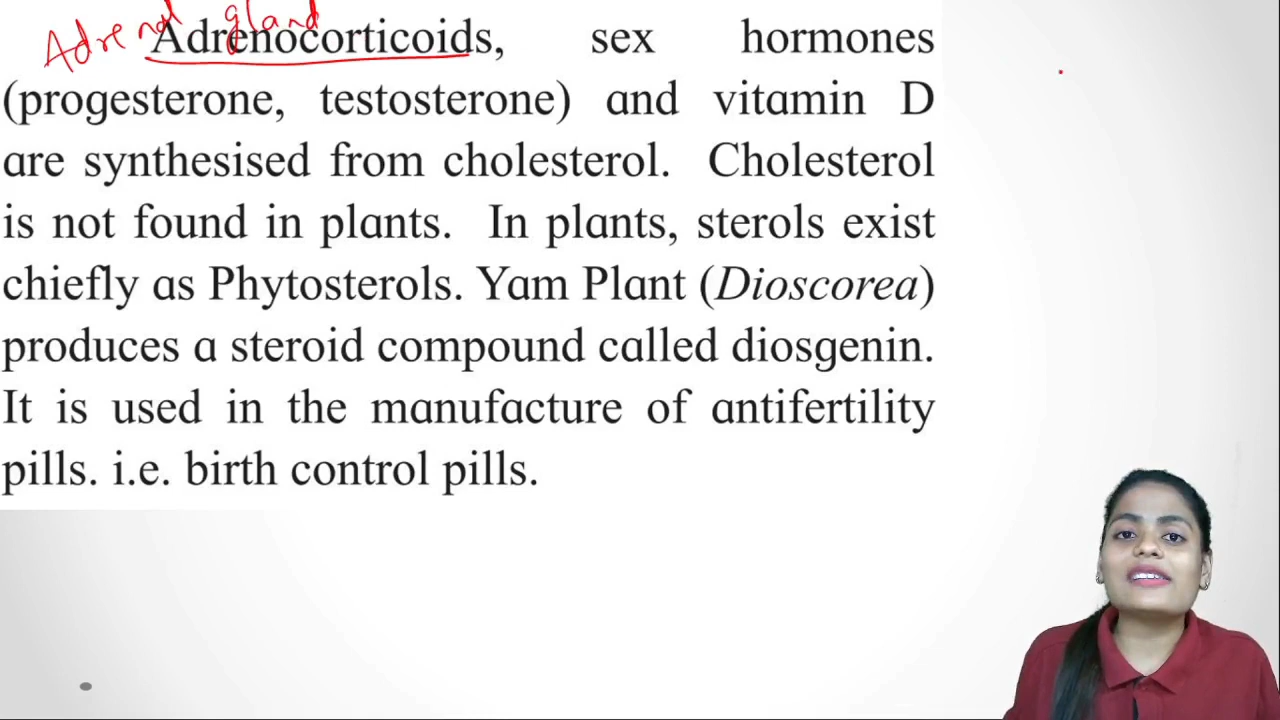 Adrenal gland
Adrenocorticoids, sex hormones
(progesterone, testosterone) and vitamin D
are synthesised from cholesterol. Cholesterol
is not found in plants. In plants, sterols exist
chiefly as Phytosterols. Yam Plant (Dioscorea)
produces a steroid compound called diosgenin.
It is used in the manufacture of antifertility
pills. i.e. birth control pills.